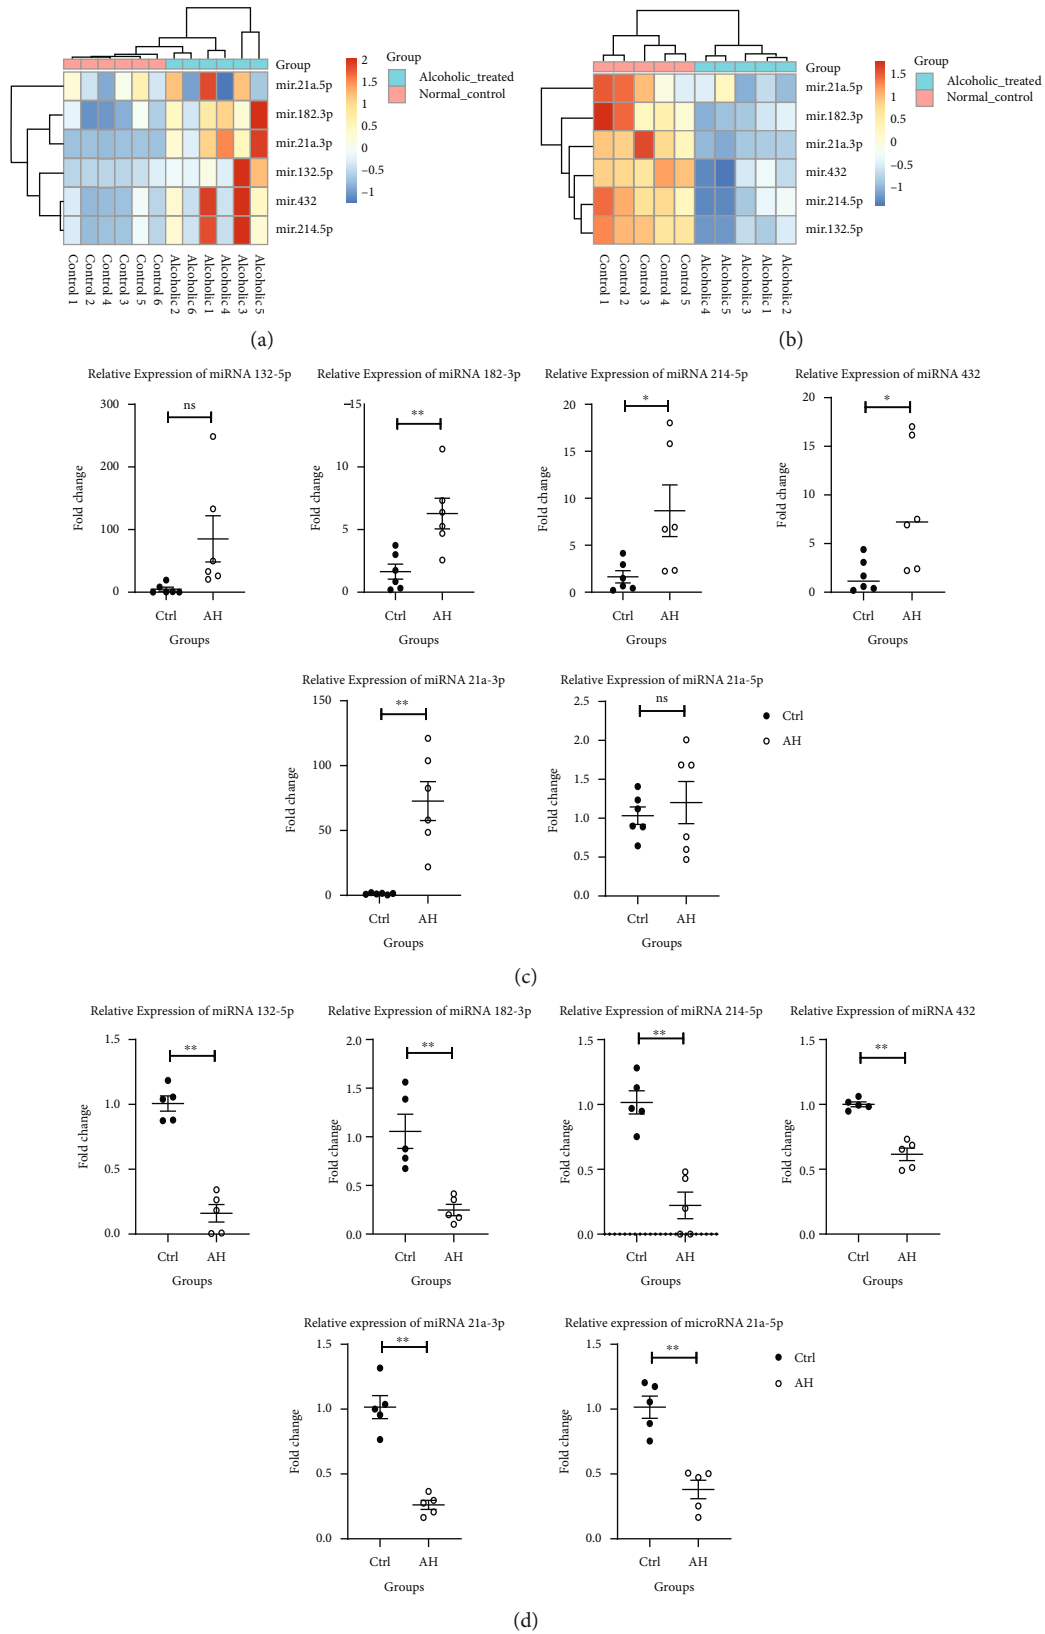 Group
mir.21a.5p
mir.182.3p
mir.21a.3p
mir.132.5p
mir.432
mir.214.5p
Control 1
Control 2
Control 4
Control 3
Control 5
Control 6
Alcoholic 2
Alcoholic 6
Alcoholic 1
Alcoholic 4
Alcoholic 3
Alcoholic 5
2
1.5
1
0.5
0
−0.5
−1
Group
Alcoholic_treated
Normal_control
(a)
Group
mir.21a.5p
mir.182.3p
mir.21a.3p
mir.432
mir.214.5p
mir.132.5p
Control 1
Control 2
Control 3
Control 4
Control 5
Alcoholic 4
Alcoholic 5
Alcoholic 3
Alcoholic 1
Alcoholic 2
1.5
1
0.5
0
−0.5
−1
Group
Alcoholic_treated
Normal_control
(b)
Relative Expression of miRNA 132-5p
Fold change
300
200
100
0
ns
Ctrl AH
Groups
Relative Expression of miRNA 182-3p
Fold change
15
10
5
0
**
Ctrl AH
Groups
Relative Expression of miRNA 214-5p
Fold change
20
15
10
5
0
*
Ctrl AH
Groups
Relative Expression of miRNA 432
Fold change
20
15
10
5
0
*
Ctrl AH
Groups
Relative Expression of miRNA 21a-3p
Fold change
150
100
50
0
**
Ctrl AH
Groups
Relative Expression of miRNA 21a-5p
Fold change
2.5
2.0
1.5
1.0
0.5
0.0
ns
Ctrl AH
Groups
Ctrl
AH
(c)
Relative Expression of miRNA 132-5p
Fold change
1.5
1.0
0.5
0.0
**
Ctrl AH
Groups
Relative Expression of miRNA 182-3p
Fold change
2.0
1.5
1.0
0.5
0.0
**
Ctrl AH
Groups
Relative Expression of miRNA 214-5p
Fold change
1.5
1.0
0.5
0.0
**
Ctrl AH
Groups
Relative Expression of miRNA 432
Fold change
1.5
1.0
0.5
0.0
**
Ctrl AH
Groups
Relative expression of miRNA 21a-3p
Fold change
1.5
1.0
0.5
0.0
**
Ctrl AH
Groups
Relative expression of microRNA 21a-5p
Fold change
1.5
1.0
0.5
0.0
**
Ctrl AH
Groups
Ctrl
AH
(d)